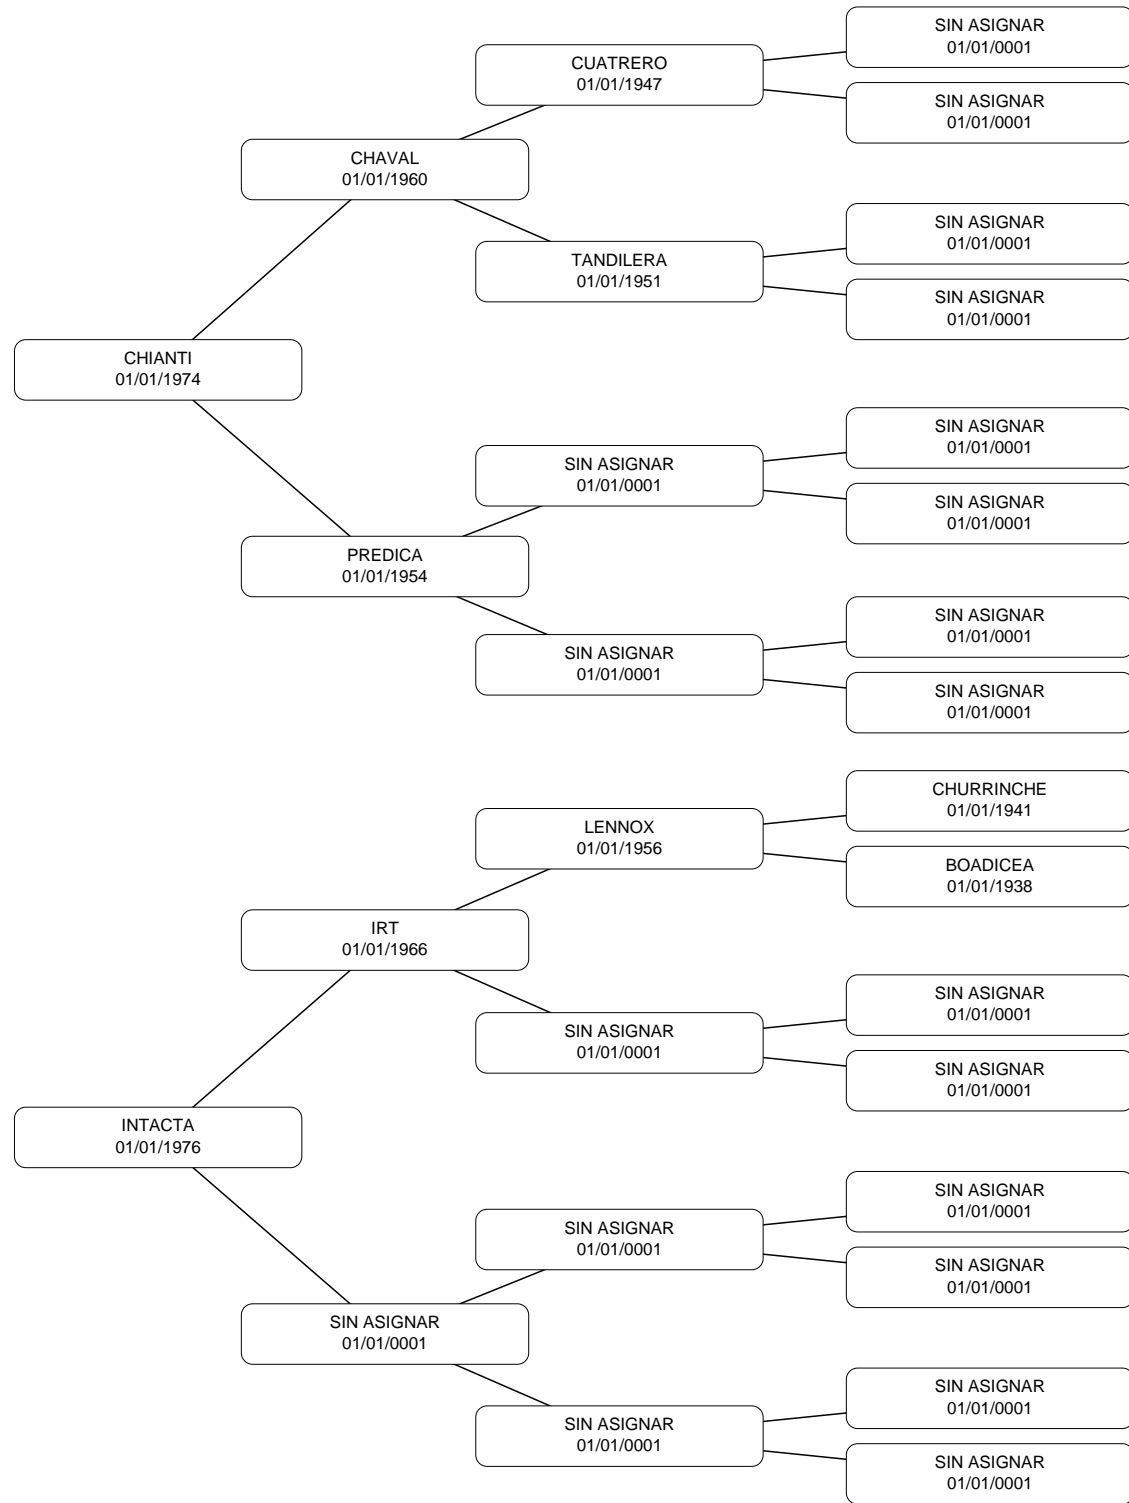 SIN ASIGNAR
01/01/0001
CUATRERO
01/01/1947
SIN ASIGNAR
01/01/0001
CHAVAL
01/01/1960
SIN ASIGNAR
01/01/0001
TANDILERA
01/01/1951
SIN ASIGNAR
01/01/0001
CHIANTI
01/01/1974
SIN ASIGNAR
01/01/0001
SIN ASIGNAR
01/01/0001
SIN ASIGNAR
01/01/0001
PREDICA
01/01/1954
SIN ASIGNAR
01/01/0001
SIN ASIGNAR
01/01/0001
SIN ASIGNAR
01/01/0001
CHURRINCHE
01/01/1941
LENNOX
01/01/1956
BOADICEA
01/01/1938
IRT
01/01/1966
SIN ASIGNAR
01/01/0001
SIN ASIGNAR
01/01/0001
SIN ASIGNAR
01/01/0001
INTACTA
01/01/1976
SIN ASIGNAR
01/01/0001
SIN ASIGNAR
01/01/0001
SIN ASIGNAR
01/01/0001
SIN ASIGNAR
01/01/0001
SIN ASIGNAR
01/01/0001
SIN ASIGNAR
01/01/0001
SIN ASIGNAR
01/01/0001